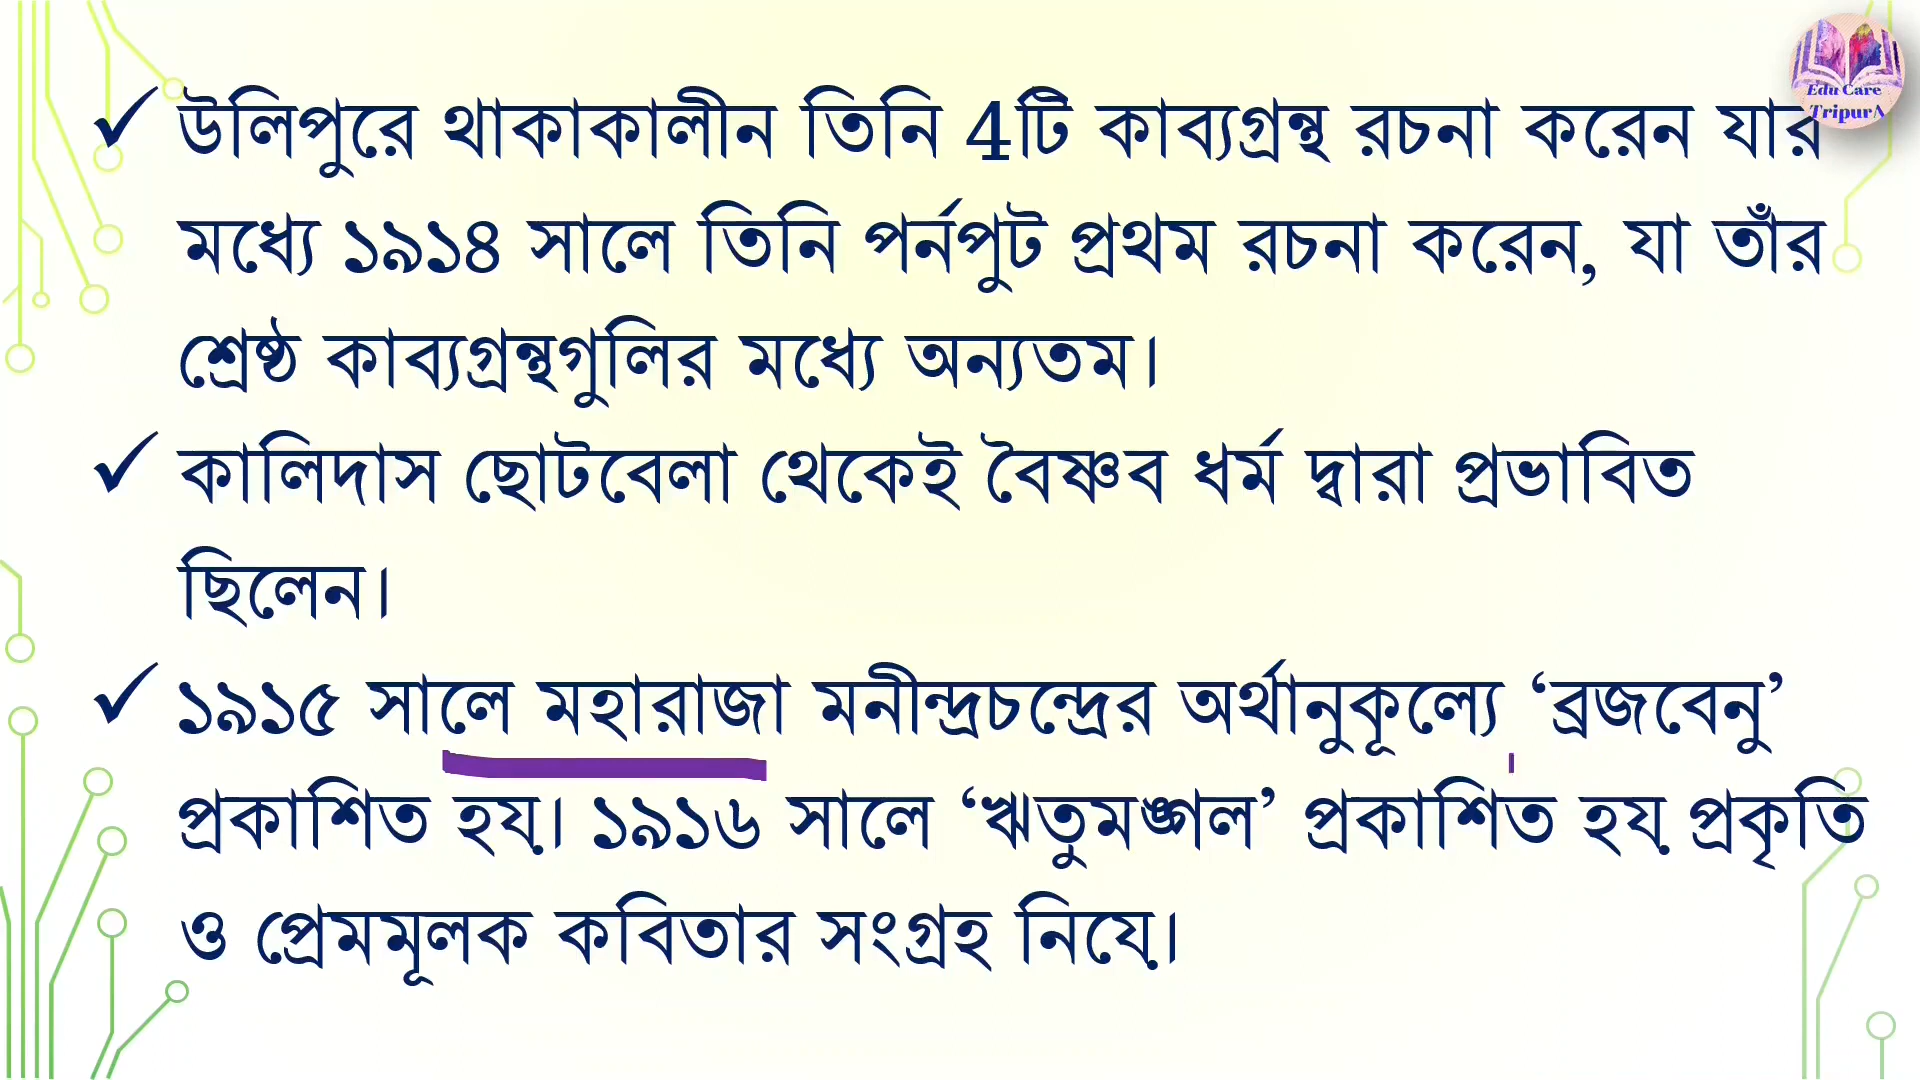 Edu Care
TripurA
উলিপুরে থাকাকালীন তিনি 4টি কাব্যগ্রন্থ রচনা করেন যার
মধ্যে ১৯১৪ সালে তিনি পর্নপুট প্রথম রচনা করেন, যা তাঁর
শ্রেষ্ঠ কাব্যগ্রন্থগুলির মধ্যে অন্যতম।
কালিদাস ছোটবেলা থেকেই বৈষ্ণব ধর্ম দ্বারা প্রভাবিত
ছিলেন।
১৯১৫ সালে মহারাজা মনীন্দ্রচন্দ্রের অর্থানুকূল্যে ‘ব্রজবেনু’
প্রকাশিত হয়। ১৯১৬ সালে ‘ঋতুমঙ্গল’ প্রকাশিত হয় প্রকৃতি
ও প্রেমমূলক কবিতার সংগ্রহ নিয়ে।